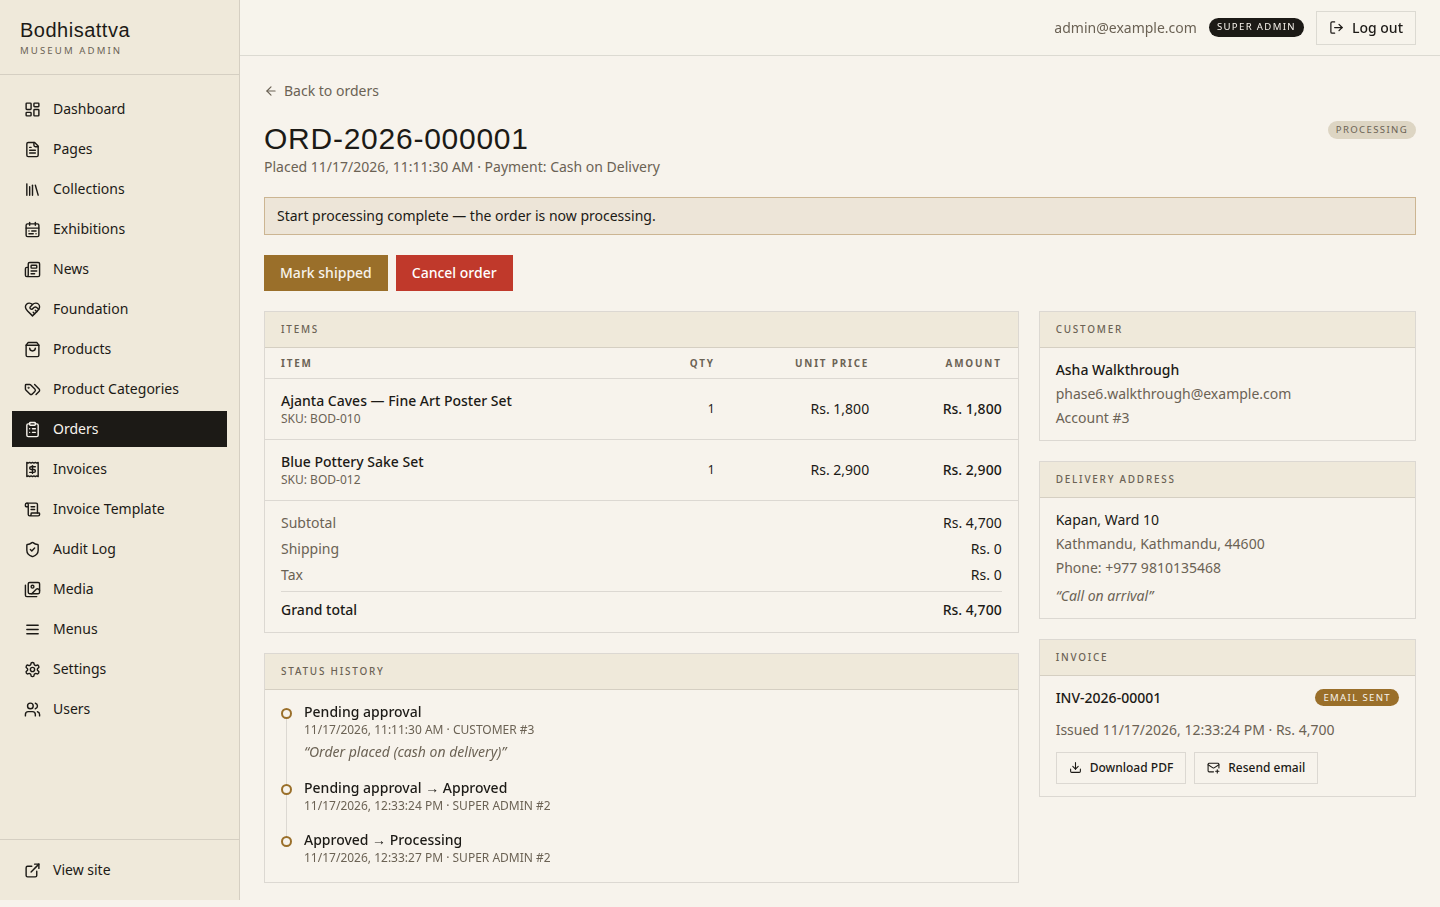 Bodhisattva
MUSEUM ADMIN
Dashboard
Pages
Collections
Exhibitions
News
Foundation
Products
Product Categories
Orders
Invoices
Invoice Template
Audit Log
Media
Menus
Settings
Users
View site
admin@example.com SUPER ADMIN Log out
Back to orders
ORD-2026-000001 PROCESSING
Placed 11/17/2026, 11:11:30 AM · Payment: Cash on Delivery
Start processing complete — the order is now processing.
Mark shipped Cancel order
ITEMS
ITEM QTY UNIT PRICE AMOUNT
Ajanta Caves — Fine Art Poster Set 1 Rs. 1,800 Rs. 1,800
SKU: BOD-010
Blue Pottery Sake Set 1 Rs. 2,900 Rs. 2,900
SKU: BOD-012
Subtotal Rs. 4,700
Shipping Rs. 0
Tax Rs. 0
Grand total Rs. 4,700
STATUS HISTORY
Pending approval
11/17/2026, 11:11:30 AM · CUSTOMER #3
“Order placed (cash on delivery)”
Pending approval → Approved
11/17/2026, 12:33:24 PM · SUPER ADMIN #2
Approved → Processing
11/17/2026, 12:33:27 PM · SUPER ADMIN #2
CUSTOMER
Asha Walkthrough
phase6.walkthrough@example.com
Account #3
DELIVERY ADDRESS
Kapan, Ward 10
Kathmandu, Kathmandu, 44600
Phone: +977 9810135468
“Call on arrival”
INVOICE
INV-2026-00001 EMAIL SENT
Issued 11/17/2026, 12:33:24 PM · Rs. 4,700
Download PDF Resend email